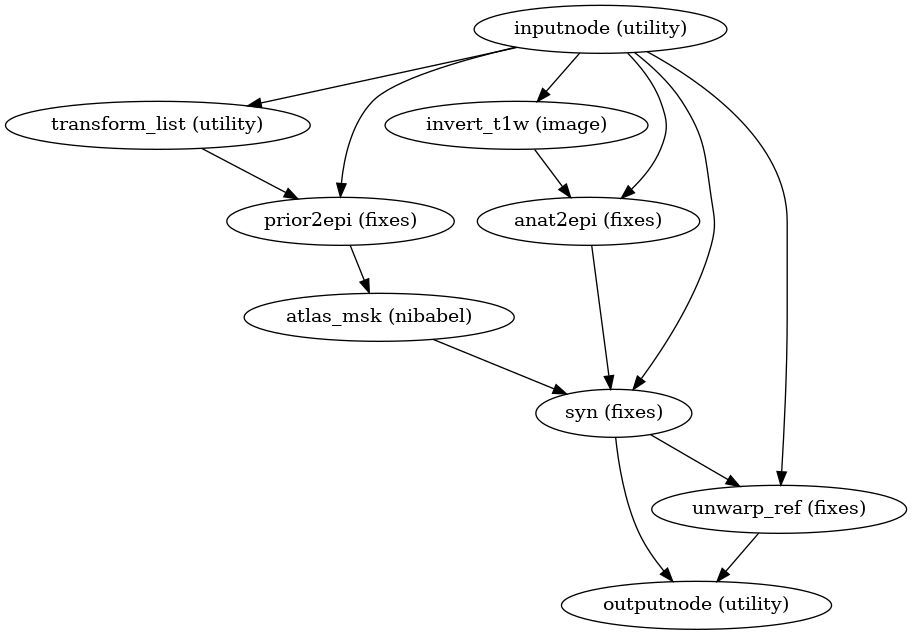 inputnode (utility)
transform_list (utility)
invert_t1w (image)
prior2epi (fixes)
anat2epi (fixes)
atlas_msk (nibabel)
syn (fixes)
unwarp_ref (fixes)
outputnode (utility)